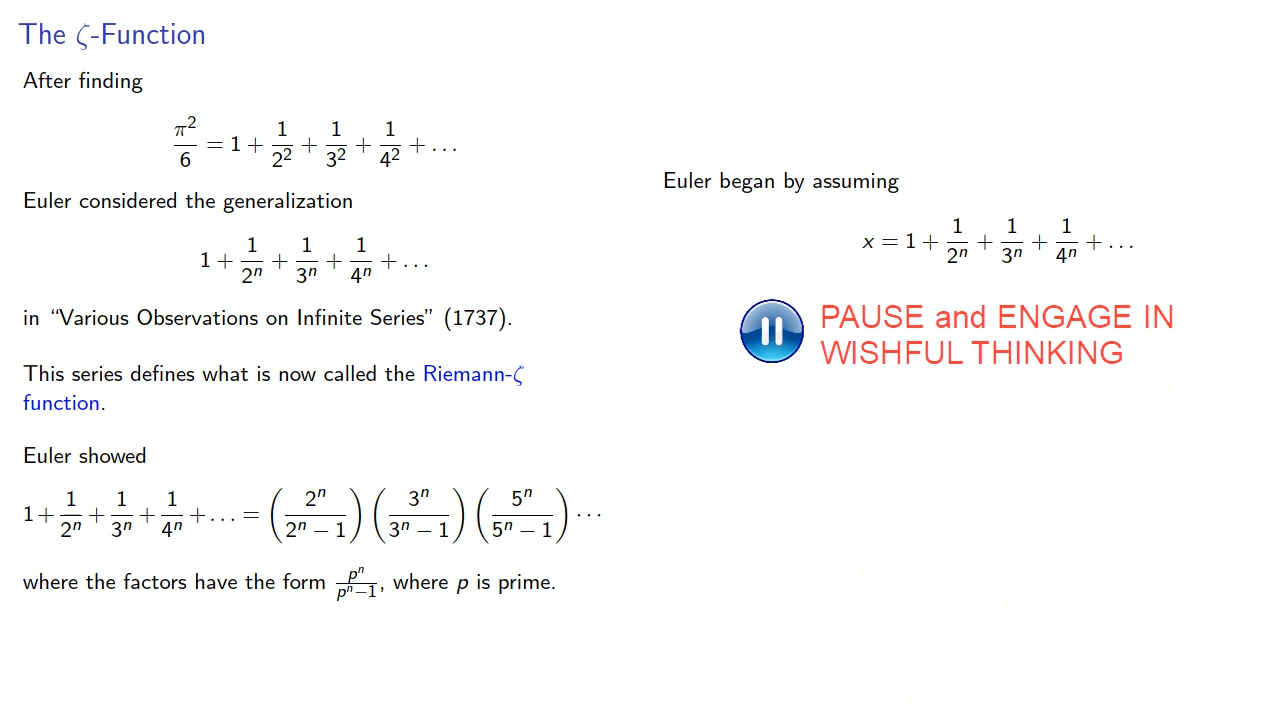 The ζ-Function
After finding
π²/6 = 1 + 1/2² + 1/3² + 1/4² + ...
Euler considered the generalization
1 + 1/2ⁿ + 1/3ⁿ + 1/4ⁿ + ...
in “Various Observations on Infinite Series” (1737).
This series defines what is now called the Riemann-ζ
function.
Euler showed
1 + 1/2ⁿ + 1/3ⁿ + 1/4ⁿ + ... = (2ⁿ/(2ⁿ − 1)) (3ⁿ/(3ⁿ − 1)) (5ⁿ/(5ⁿ − 1)) ···
where the factors have the form pⁿ/(pⁿ−1), where p is prime.
Euler began by assuming
x = 1 + 1/2ⁿ + 1/3ⁿ + 1/4ⁿ + ...
PAUSE and ENGAGE IN
WISHFUL THINKING